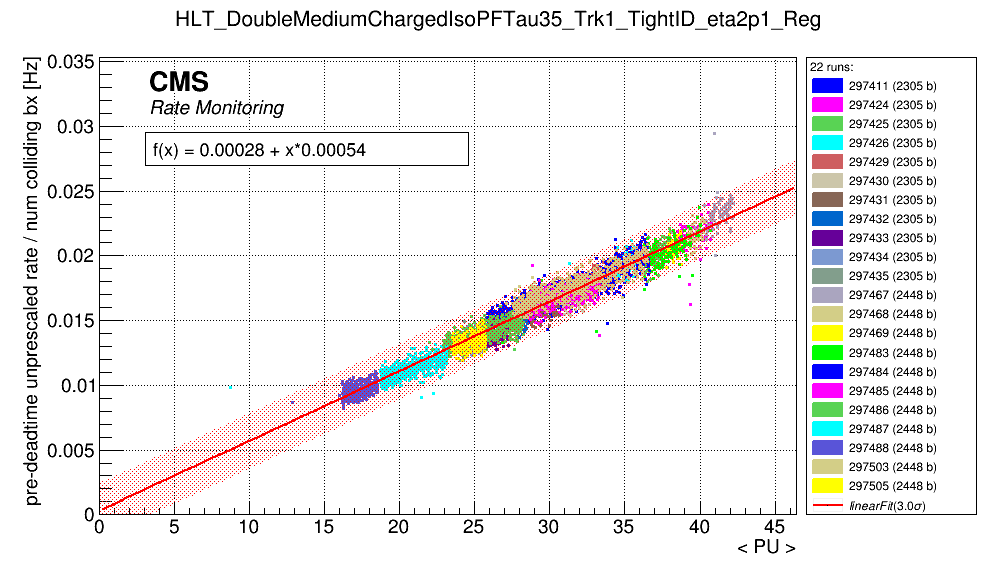 HLT_DoubleMediumChargedIsoPFTau35_Trk1_TightID_eta2p1_Reg
pre-deadtime unprescaled rate / num colliding bx [Hz]
0.035
0.03
0.025
0.02
0.015
0.01
0.005
0
CMS
Rate Monitoring
f(x) = 0.00028 + x*0.00054
0 5 10 15 20 25 30 35 40 45
< PU >
22 runs:
297411 (2305 b)
297424 (2305 b)
297425 (2305 b)
297426 (2305 b)
297429 (2305 b)
297430 (2305 b)
297431 (2305 b)
297432 (2305 b)
297433 (2305 b)
297434 (2305 b)
297435 (2305 b)
297467 (2448 b)
297468 (2448 b)
297469 (2448 b)
297483 (2448 b)
297484 (2448 b)
297485 (2448 b)
297486 (2448 b)
297487 (2448 b)
297488 (2448 b)
297503 (2448 b)
297505 (2448 b)
linearFit(3.0σ)